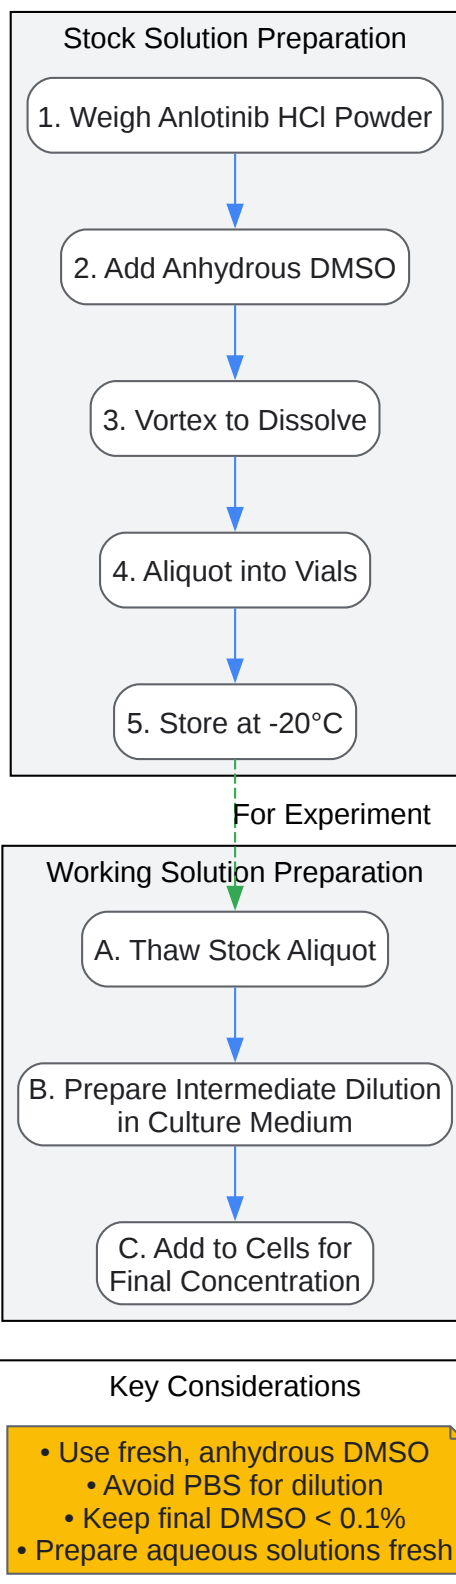 Stock Solution Preparation
1. Weigh Anlotinib HCl Powder
2. Add Anhydrous DMSO
3. Vortex to Dissolve
4. Aliquot into Vials
5. Store at -20°C
For Experiment
Working Solution Preparation
A. Thaw Stock Aliquot
B. Prepare Intermediate Dilution
in Culture Medium
C. Add to Cells for
Final Concentration
Key Considerations
• Use fresh, anhydrous DMSO
• Avoid PBS for dilution
• Keep final DMSO < 0.1%
• Prepare aqueous solutions fresh